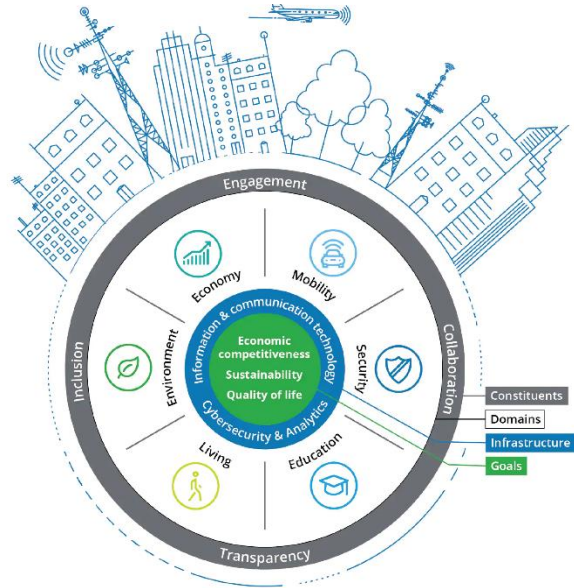 Engagement
Economy
Mobility
Information & communication technology
Inclusion
Environment
Economic
competitiveness
Sustainability
Quality of life
Security
Collaboration
Cybersecurity & Analytics
Living
Education
Transparency
Constituents
Domains
Infrastructure
Goals